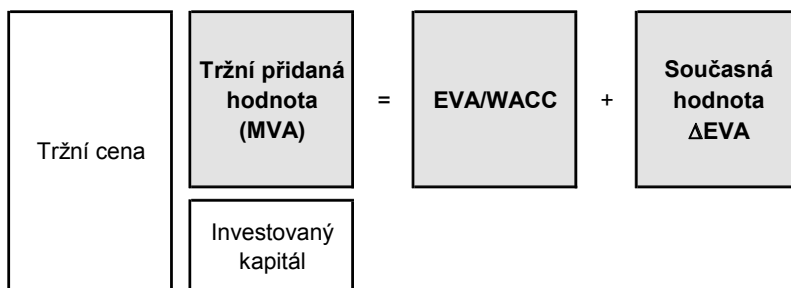 Tržní cena
Tržní přidaná
hodnota
(MVA)
=
EVA/WACC
+
Současná
hodnota
ΔEVA
Investovaný
kapitál